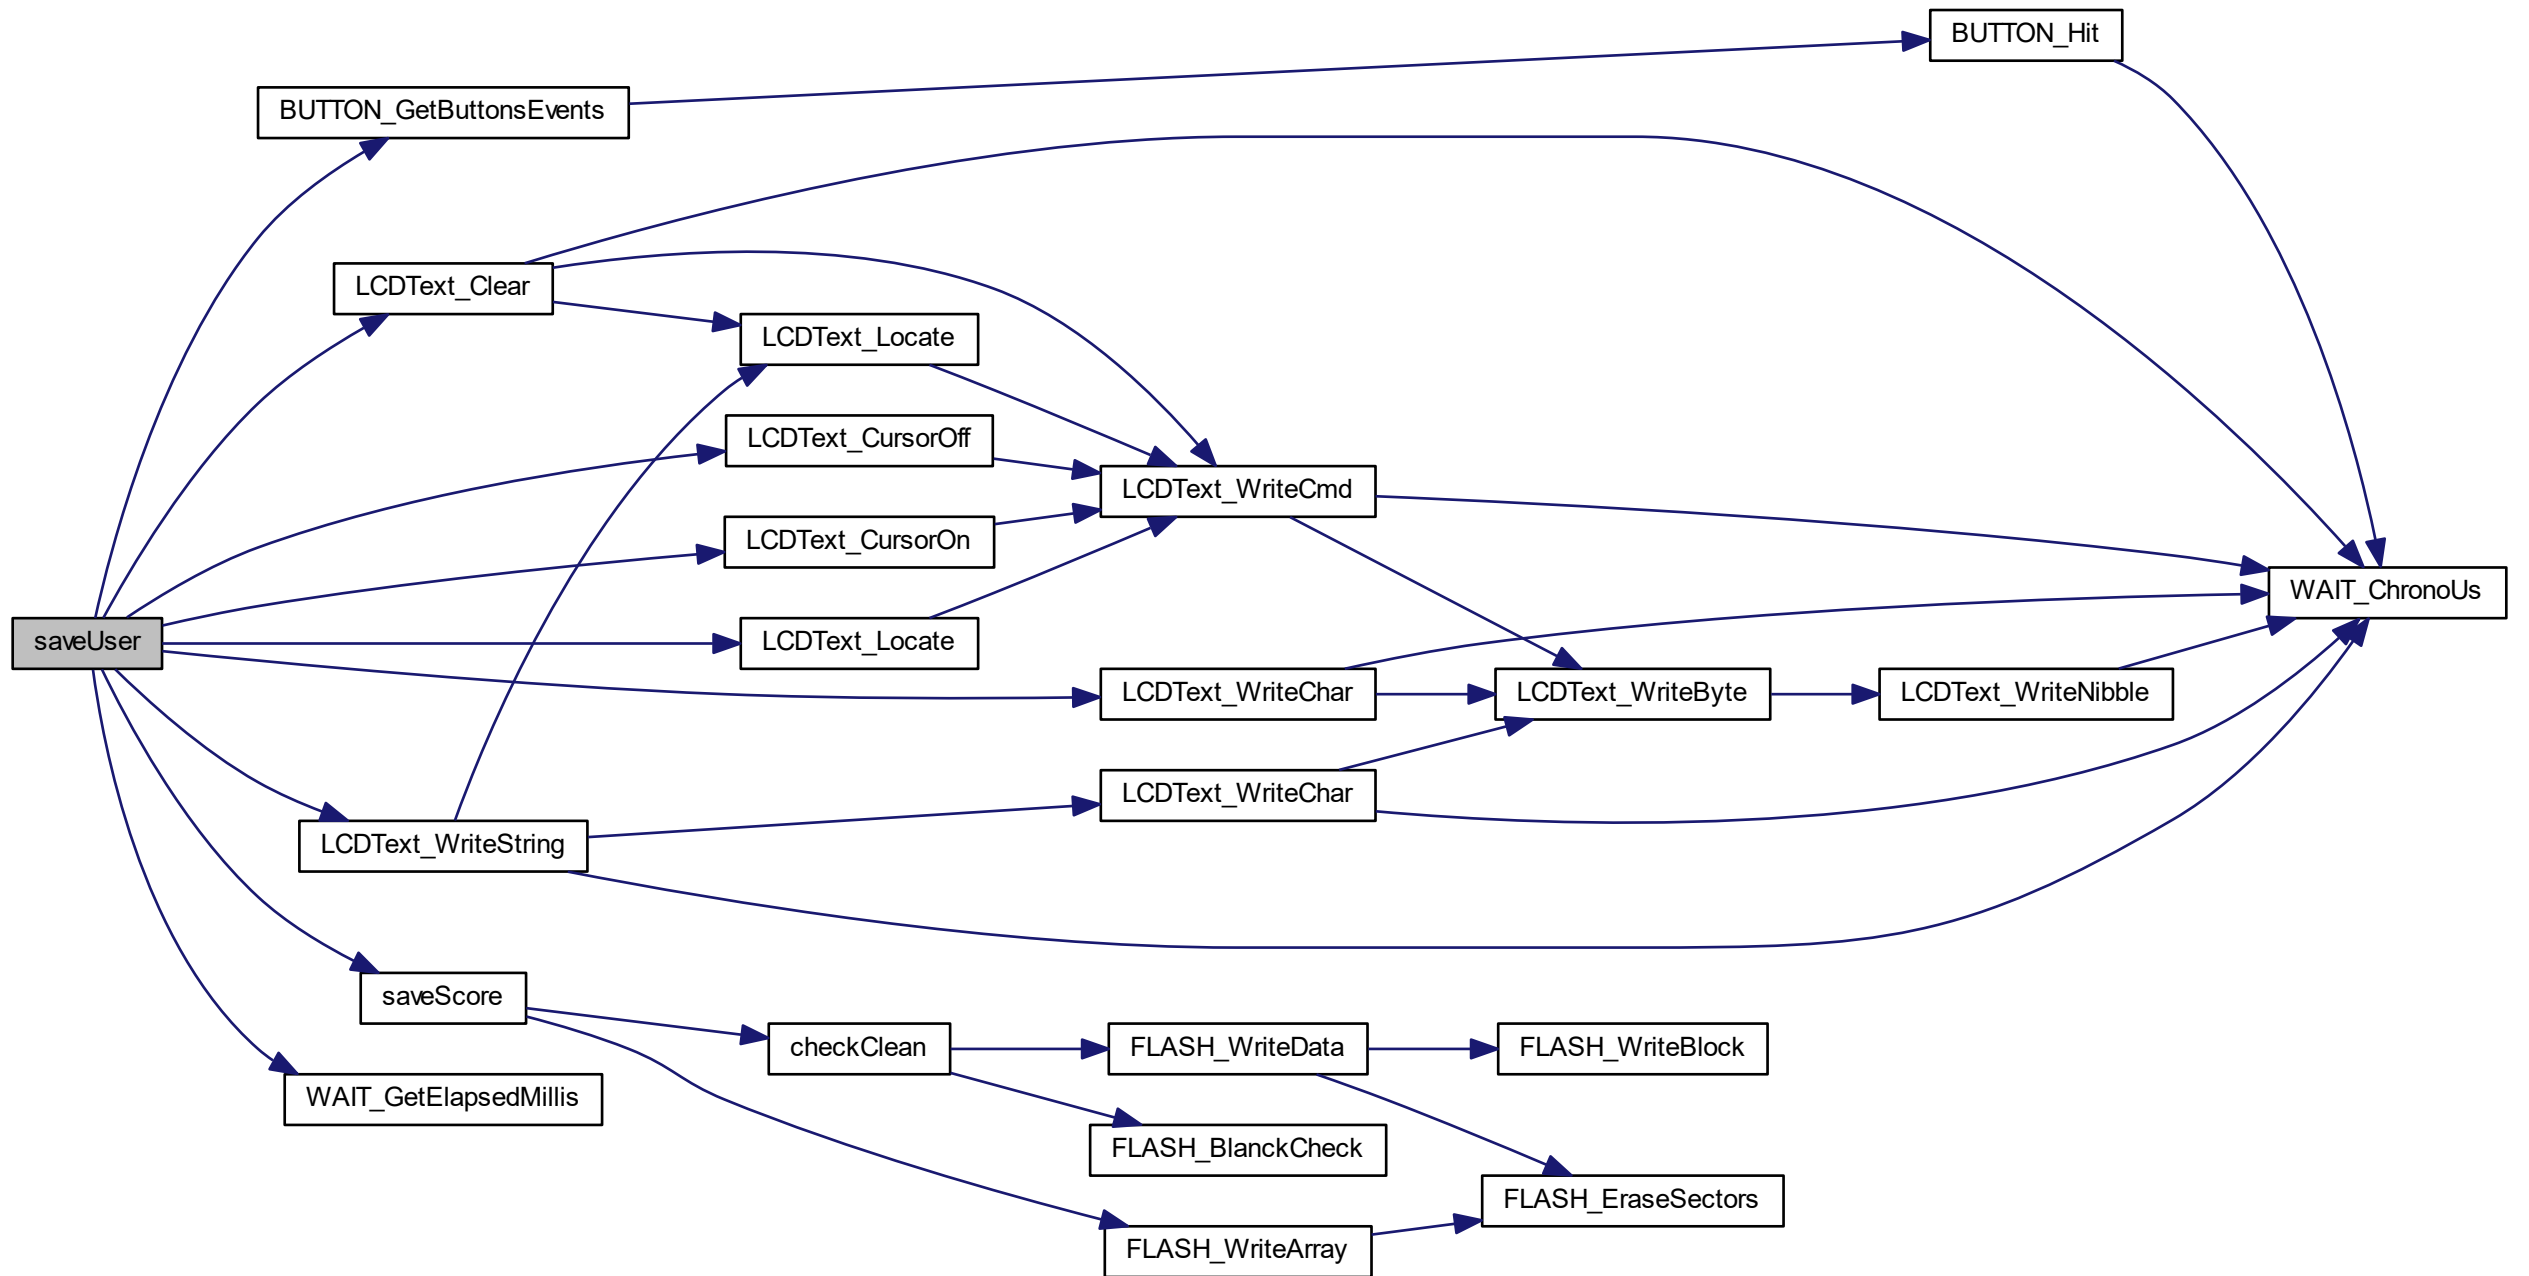 BUTTON_Hit
BUTTON_GetButtonsEvents
LCDText_Clear
LCDText_Locate
LCDText_CursorOff
LCDText_WriteCmd
LCDText_CursorOn
WAIT_ChronoUs
saveUser
LCDText_Locate
LCDText_WriteChar
LCDText_WriteByte
LCDText_WriteNibble
LCDText_WriteChar
LCDText_WriteString
saveScore
checkClean
FLASH_WriteData
FLASH_WriteBlock
WAIT_GetElapsedMillis
FLASH_BlanckCheck
FLASH_EraseSectors
FLASH_WriteArray